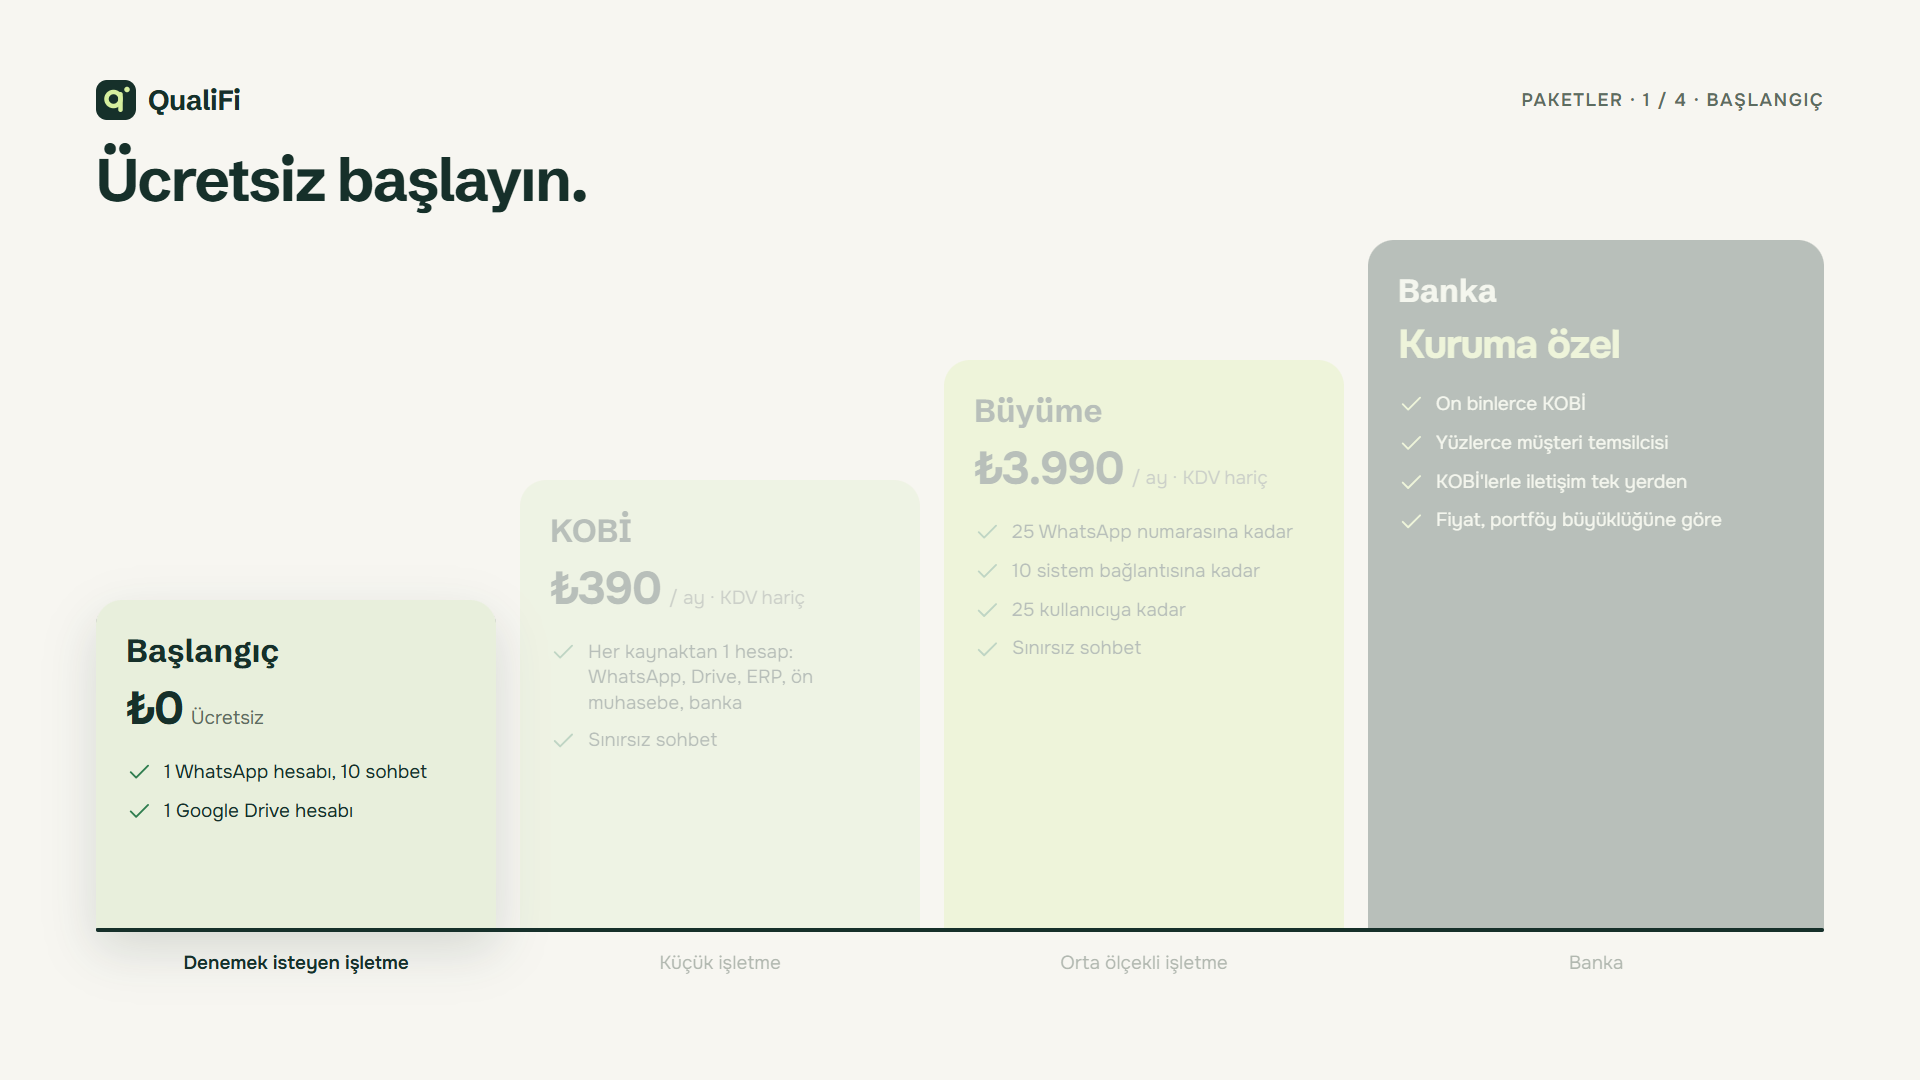 QualiFi
PAKETLER · 1 / 4 · BAŞLANGIÇ
Ücretsiz başlayın.
Başlangıç
₺0 Ücretsiz
1 WhatsApp hesabı, 10 sohbet
1 Google Drive hesabı
Denemek isteyen işletme
KOBİ
₺390 / ay · KDV hariç
Her kaynaktan 1 hesap:
WhatsApp, Drive, ERP, ön
muhasebe, banka
Sınırsız sohbet
Küçük işletme
Büyüme
₺3.990 / ay · KDV hariç
25 WhatsApp numarasına kadar
10 sistem bağlantısına kadar
25 kullanıcıya kadar
Sınırsız sohbet
Orta ölçekli işletme
Banka
Kuruma özel
On binlerce KOBİ
Yüzlerce müşteri temsilcisi
KOBİ'lerle iletişim tek yerden
Fiyat, portföy büyüklüğüne göre
Banka